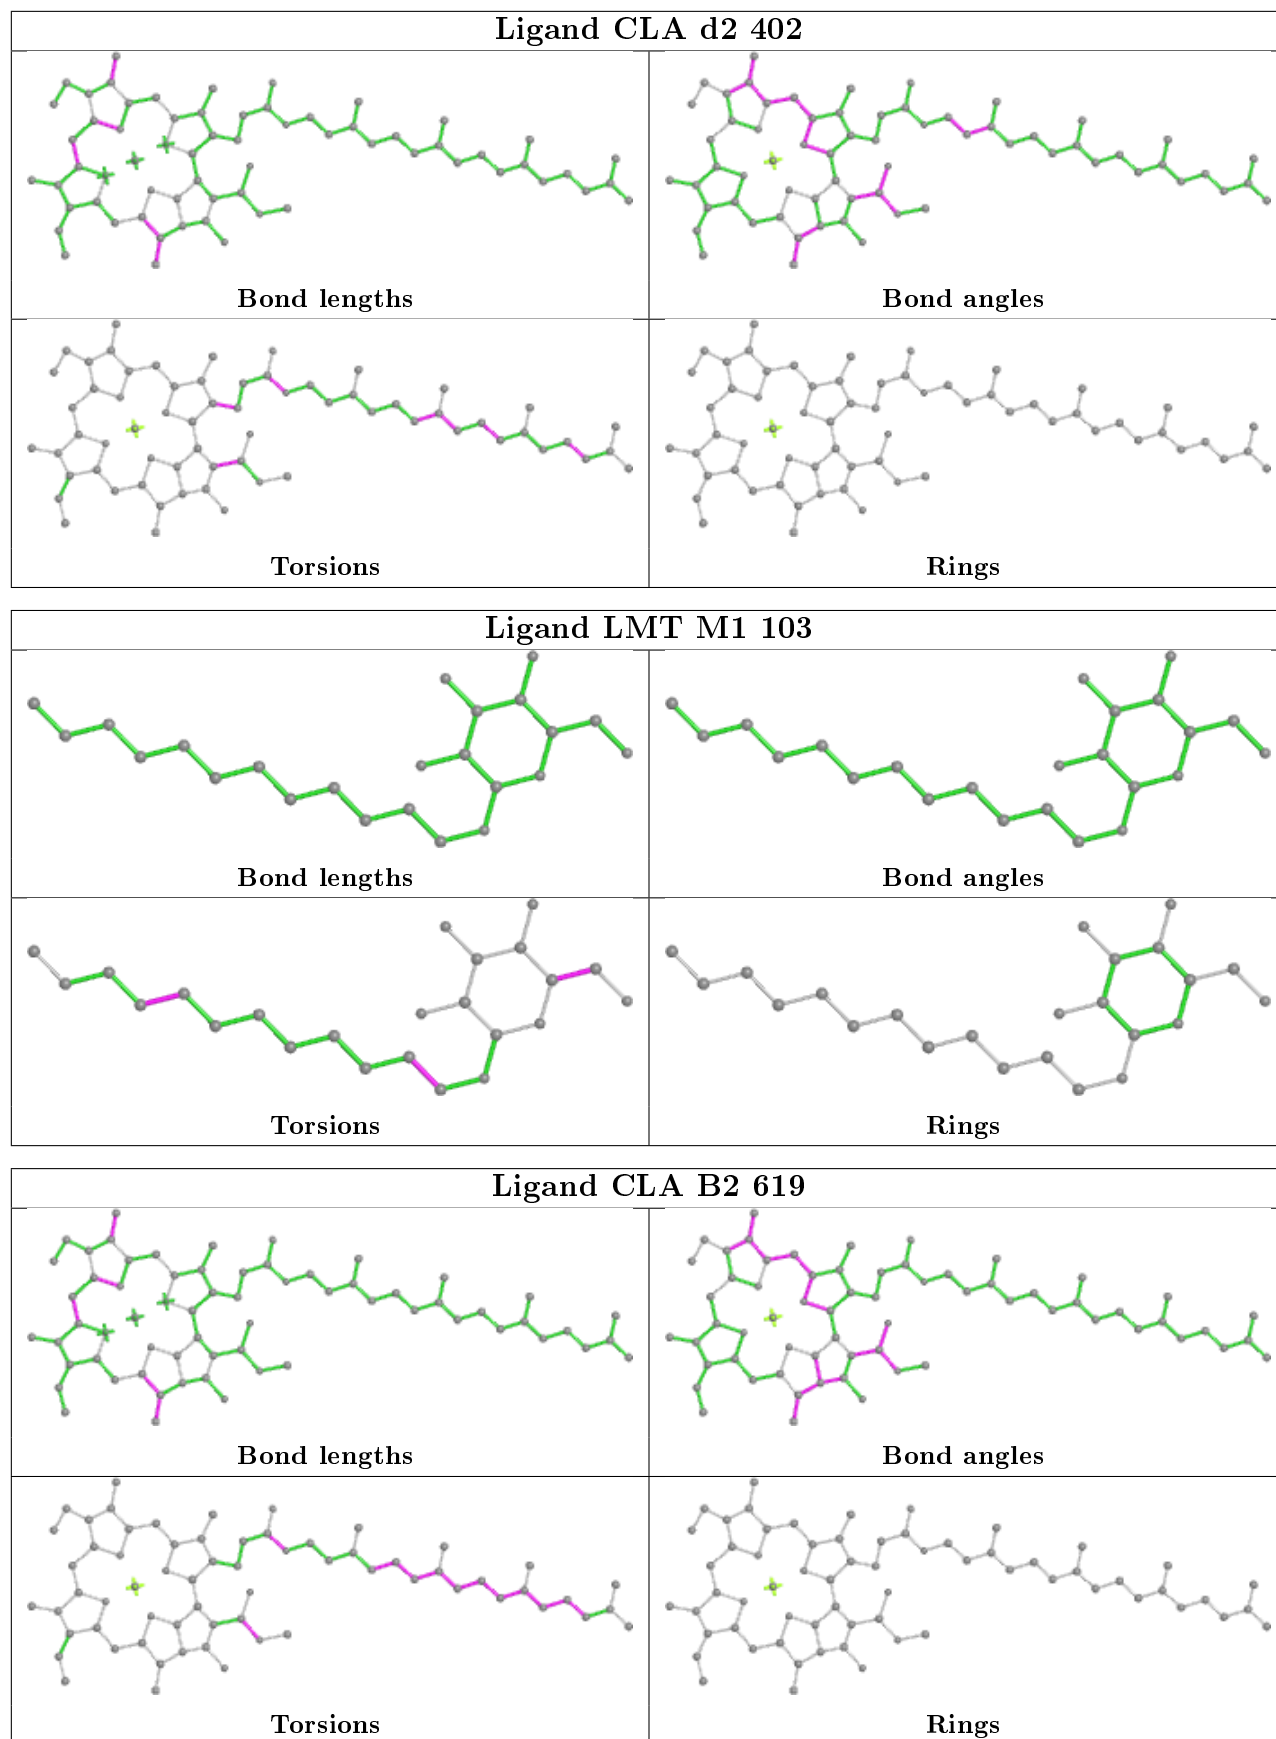 Ligand CLA d2 402
Bond lengths
Bond angles
Torsions
Rings
Ligand LMT M1 103
Bond lengths
Bond angles
Torsions
Rings
Ligand CLA B2 619
Bond lengths
Bond angles
Torsions
Rings